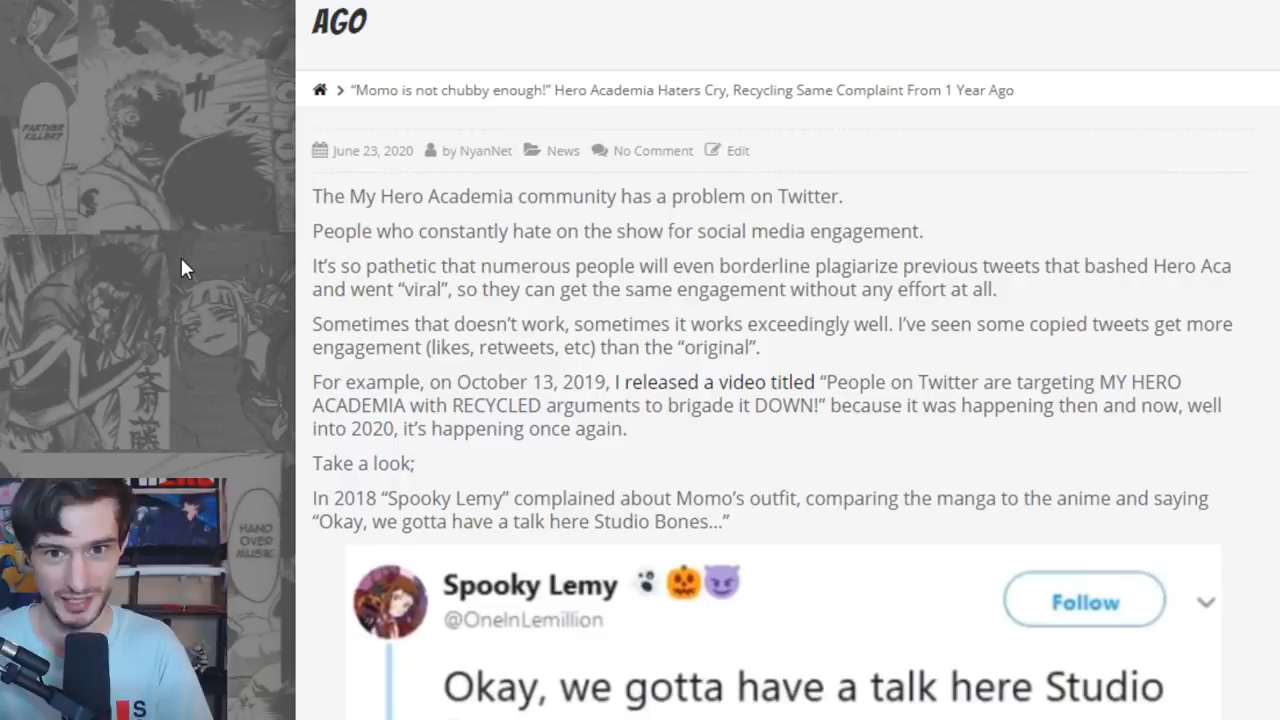 AGO
“Momo is not chubby enough!” Hero Academia Haters Cry, Recycling Same Complaint From 1 Year Ago
June 23, 2020 by NyanNet News No Comment Edit
The My Hero Academia community has a problem on Twitter.
People who constantly hate on the show for social media engagement.
It’s so pathetic that numerous people will even borderline plagiarize previous tweets that bashed Hero Aca
and went “viral”, so they can get the same engagement without any effort at all.
Sometimes that doesn’t work, sometimes it works exceedingly well. I’ve seen some copied tweets get more
engagement (likes, retweets, etc) than the “original”.
For example, on October 13, 2019, I released a video titled “People on Twitter are targeting MY HERO
ACADEMIA with RECYCLED arguments to brigade it DOWN!” because it was happening then and now, well
into 2020, it’s happening once again.
Take a look;
In 2018 “Spooky Lemy” complained about Momo’s outfit, comparing the manga to the anime and saying
“Okay, we gotta have a talk here Studio Bones…”
Spooky Lemy
@OneInLemillion
Follow
Okay, we gotta have a talk here Studio
PARTNER
KILLER?
斎藤
HAND
OVER
MUSIK
S